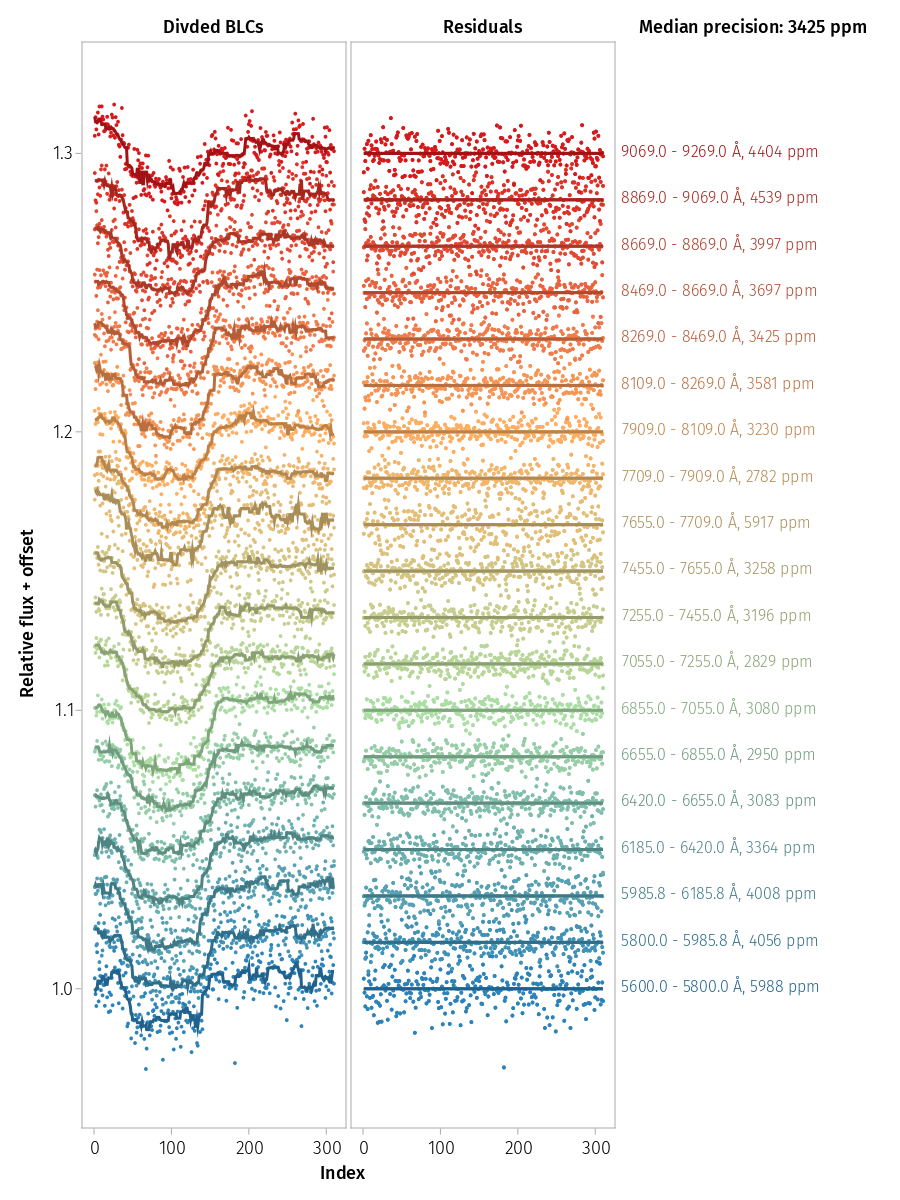 Divded BLCs
Residuals
Median precision: 3425 ppm
Relative flux + offset
1.3
1.2
1.1
1.0
9069.0 - 9269.0 Å, 4404 ppm
8869.0 - 9069.0 Å, 4539 ppm
8669.0 - 8869.0 Å, 3997 ppm
8469.0 - 8669.0 Å, 3697 ppm
8269.0 - 8469.0 Å, 3425 ppm
8109.0 - 8269.0 Å, 3581 ppm
7909.0 - 8109.0 Å, 3230 ppm
7709.0 - 7909.0 Å, 2782 ppm
7655.0 - 7709.0 Å, 5917 ppm
7455.0 - 7655.0 Å, 3258 ppm
7255.0 - 7455.0 Å, 3196 ppm
7055.0 - 7255.0 Å, 2829 ppm
6855.0 - 7055.0 Å, 3080 ppm
6655.0 - 6855.0 Å, 2950 ppm
6420.0 - 6655.0 Å, 3083 ppm
6185.0 - 6420.0 Å, 3364 ppm
5985.8 - 6185.8 Å, 4008 ppm
5800.0 - 5985.8 Å, 4056 ppm
5600.0 - 5800.0 Å, 5988 ppm
0 100 200 300
0 100 200 300
Index